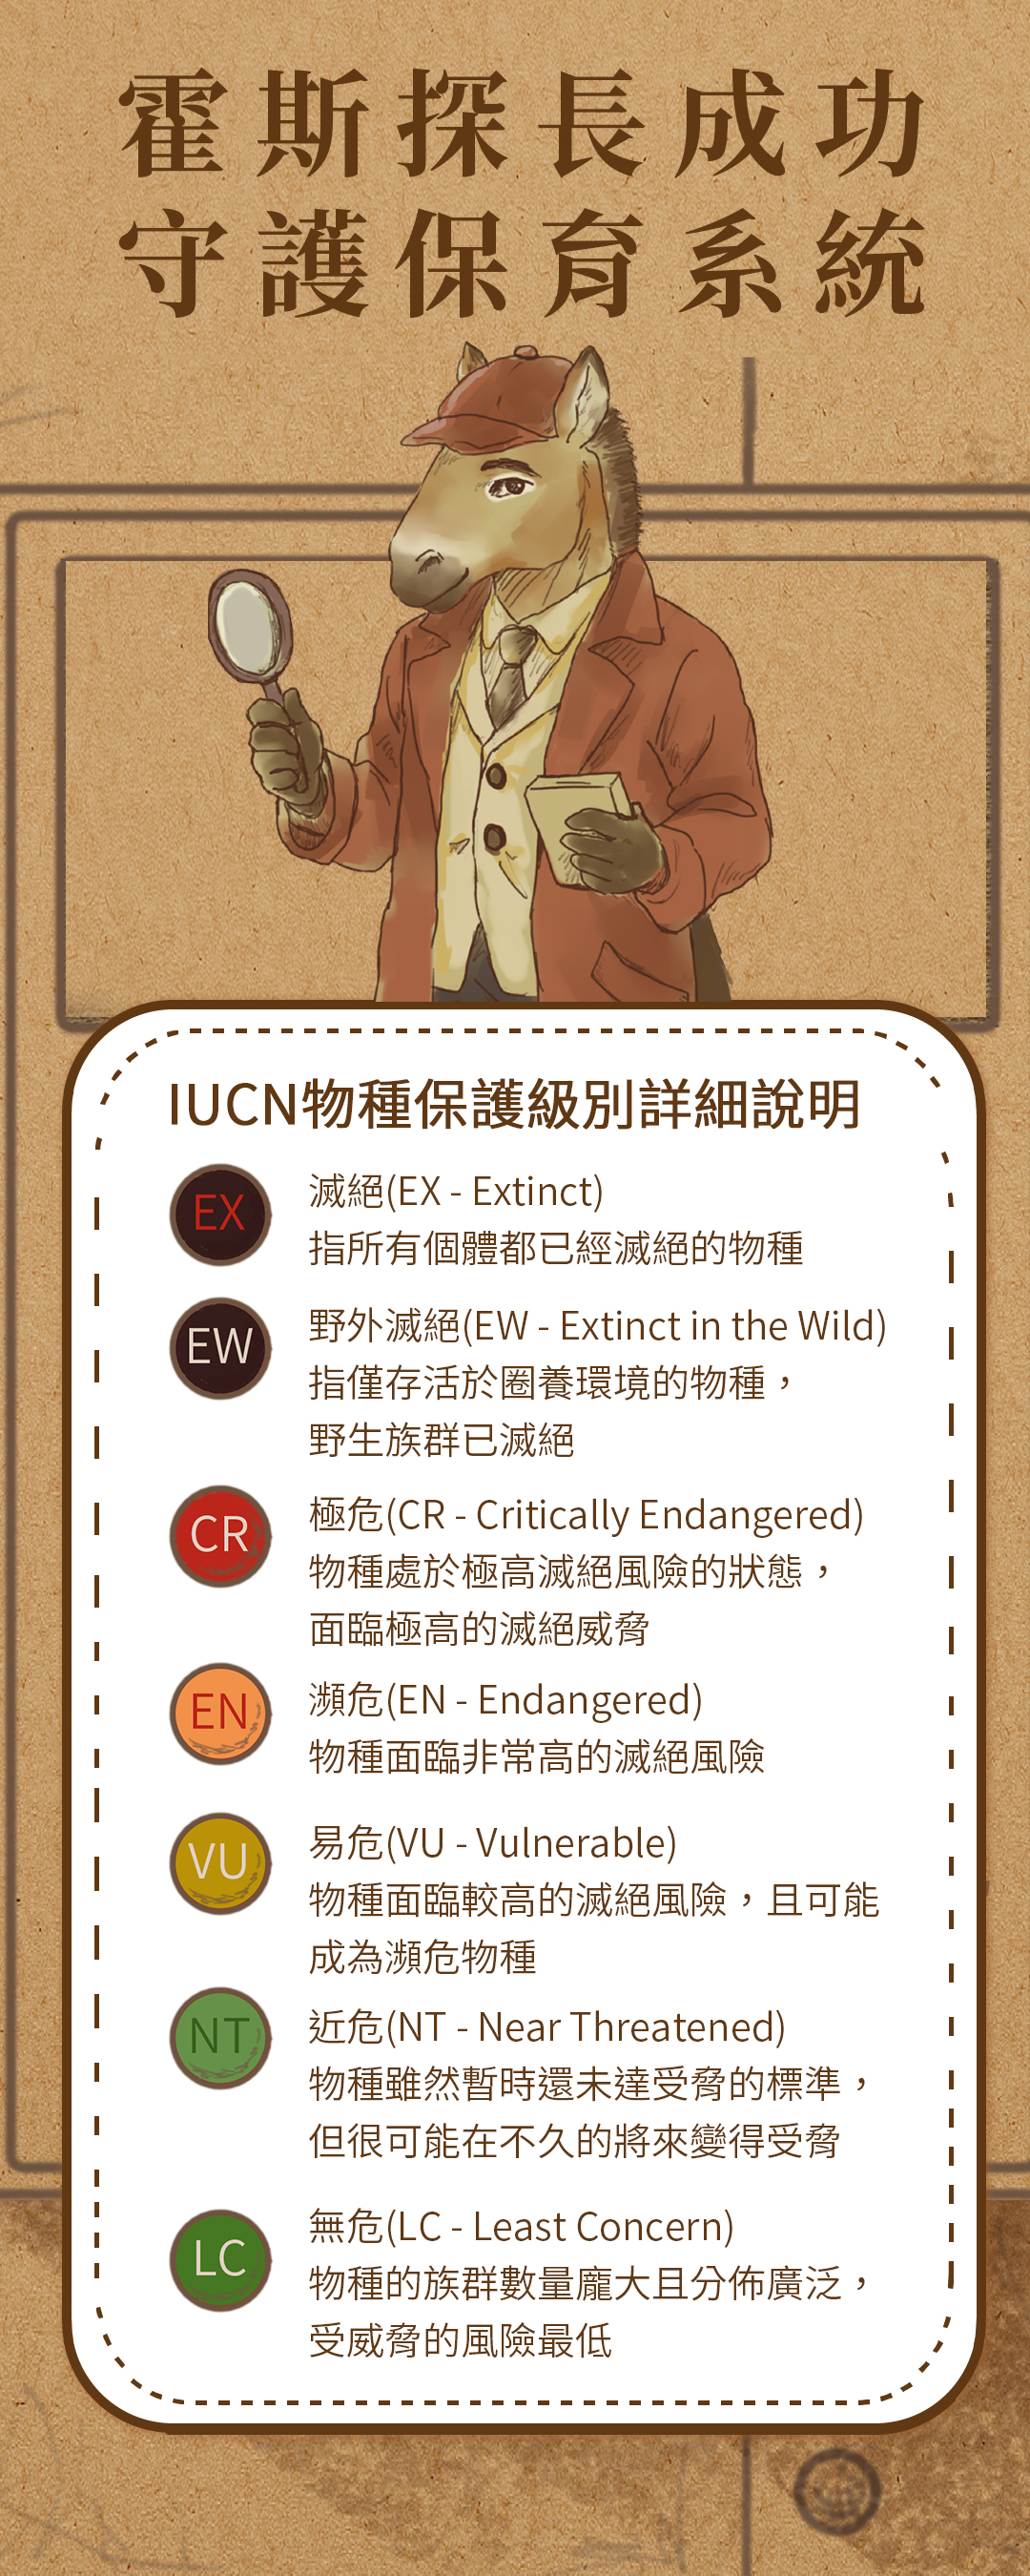 霍斯探長成功
守護保育系統
IUCN物種保護級別詳細說明
EX
滅絕(EX - Extinct)
指所有個體都已經滅絕的物種
EW
野外滅絕(EW - Extinct in the Wild)
指僅存活於圈養環境的物種，
野生族群已滅絕
CR
極危(CR - Critically Endangered)
物種處於極高滅絕風險的狀態，
面臨極高的滅絕威脅
EN
瀕危(EN - Endangered)
物種面臨非常高的滅絕風險
VU
易危(VU - Vulnerable)
物種面臨較高的滅絕風險，且可能
成為瀕危物種
NT
近危(NT - Near Threatened)
物種雖然暫時還未達受脅的標準，
但很可能在不久的將來變得受脅
LC
無危(LC - Least Concern)
物種的族群數量龐大且分佈廣泛，
受威脅的風險最低